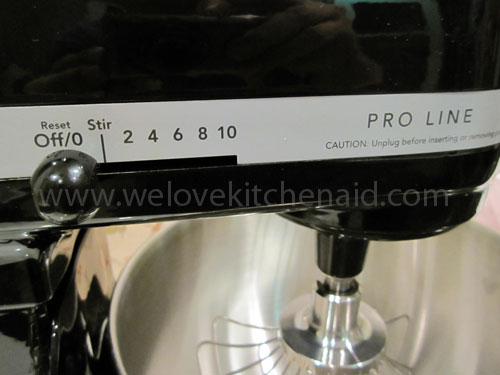 Reset
Off/0
Stir
2 4 6 8 10
PRO LINE
CAUTION: Unplug before inserting or removing
www.welovekitchenaid.com